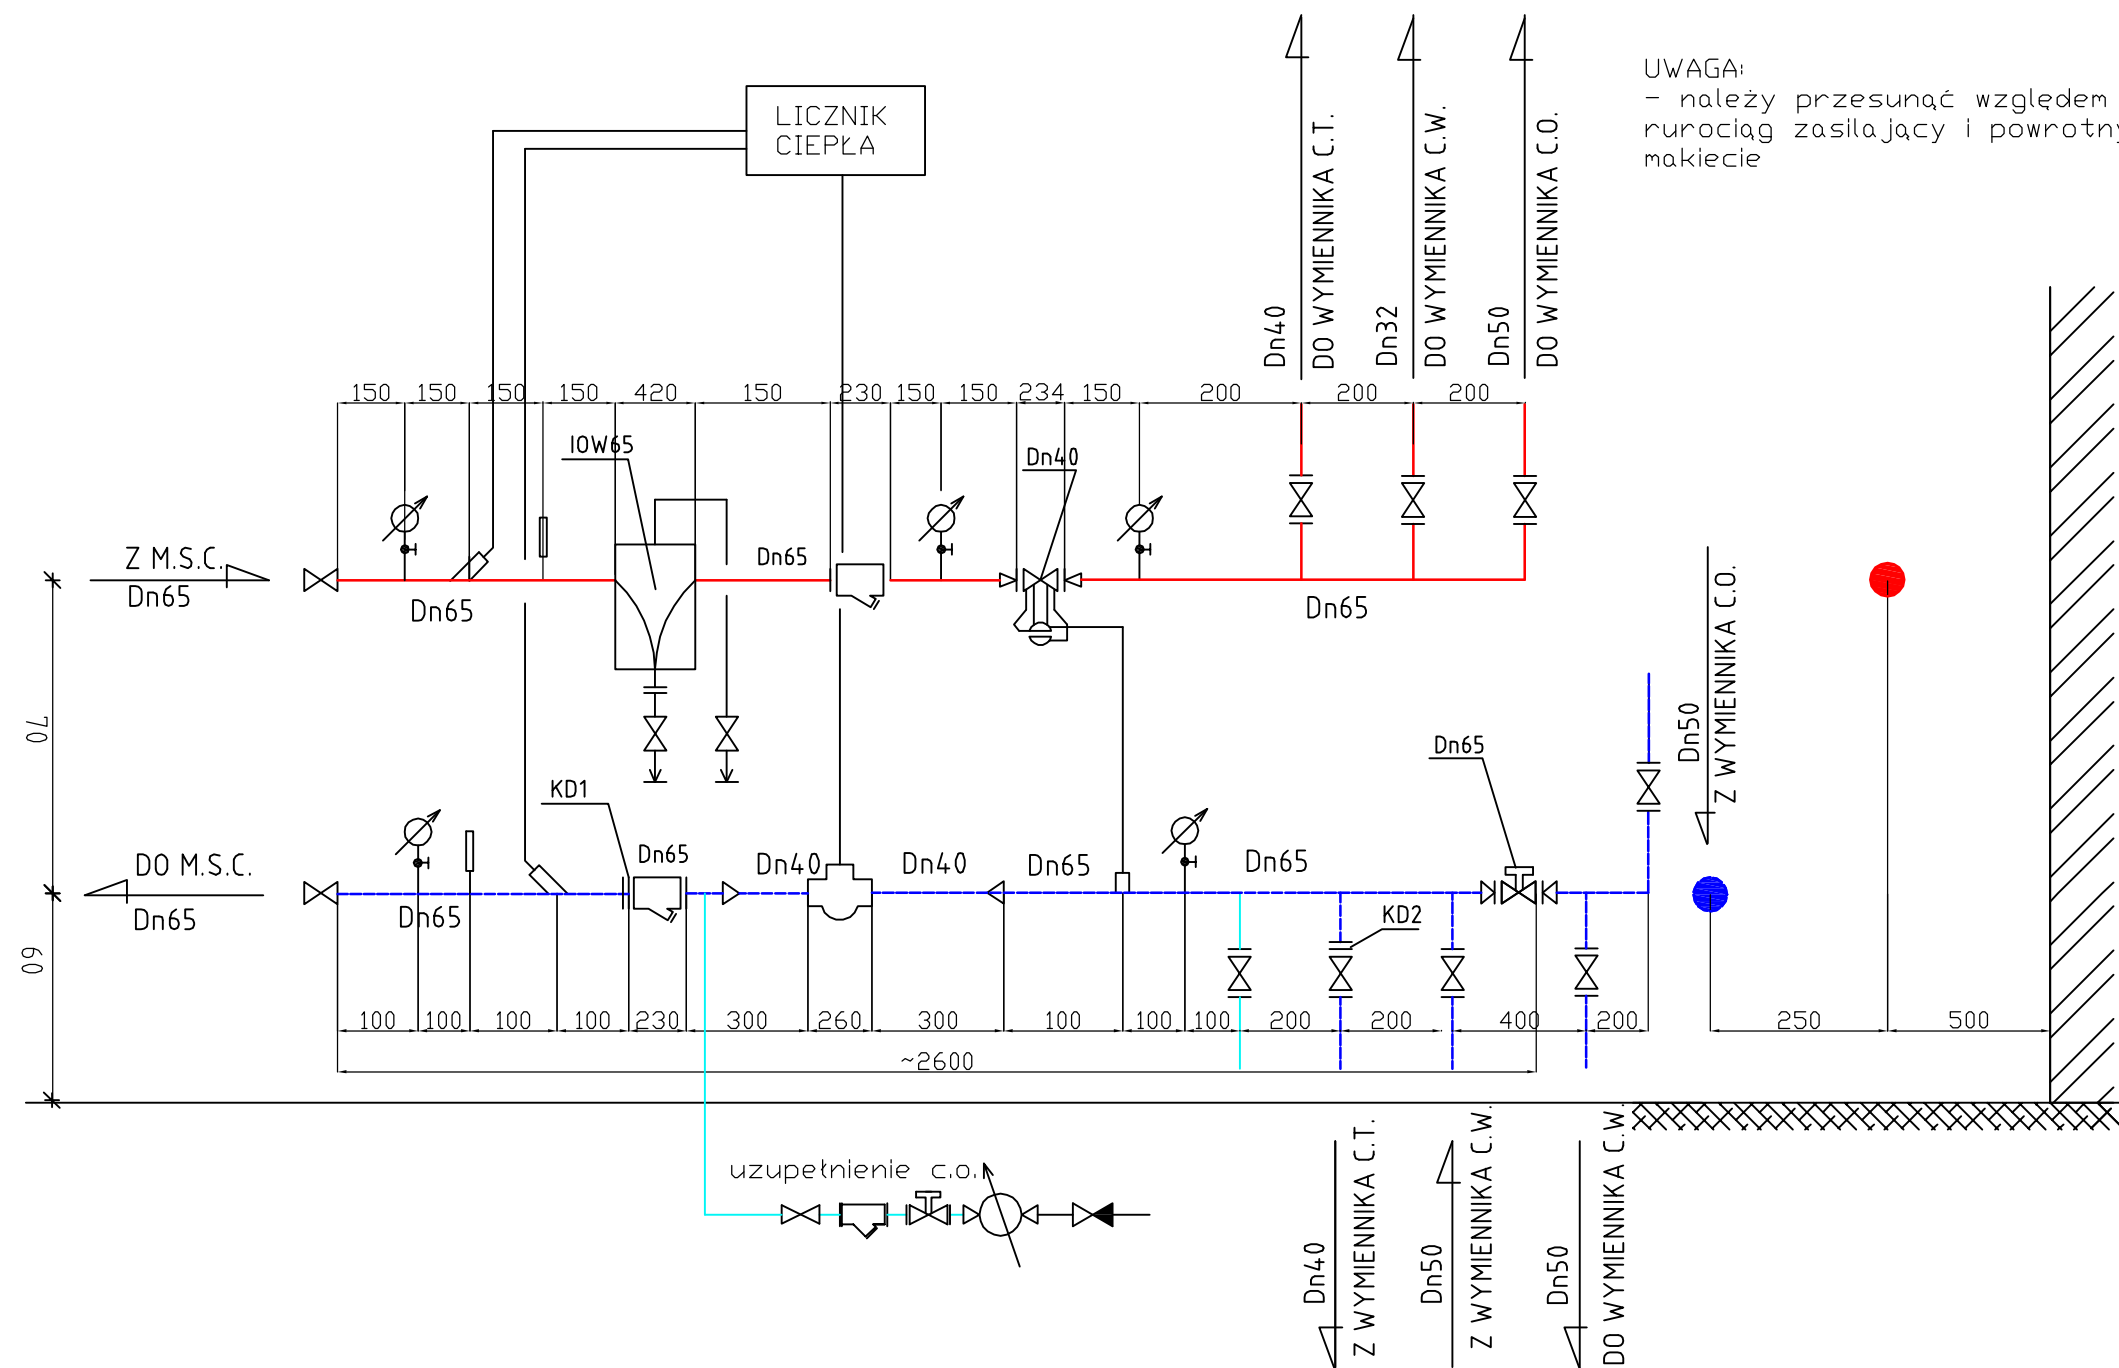 LICZNIK
CIEPŁA
UWAGA:
- należy przesunąć względem
rurociąg zasilający i powrotny
makiecie
Dn40
DO WYMIENNIKA C.T.
Dn32
DO WYMIENNIKA C.W.
Dn50
DO WYMIENNIKA C.O.
150 150 150 150 420 150 230 150 150 234 150 200 200 200
IOW65
Dn40
Z M.S.C.
Dn65
Dn65
Dn65
Dn65
70
60
Dn50
Z WYMIENNIKA C.O.
Dn65
KD1
DO M.S.C.
Dn65
Dn65
Dn65
Dn40
Dn40
Dn65
Dn65
KD2
100 100 100 100 230 300 260 300 100 100 100 200 200 400 200 250 500
~2600
uzupełnienie c.o.
Dn40
Z WYMIENNIKA C.T.
Dn50
Z WYMIENNIKA C.W.
Dn50
DO WYMIENNIKA C.W.